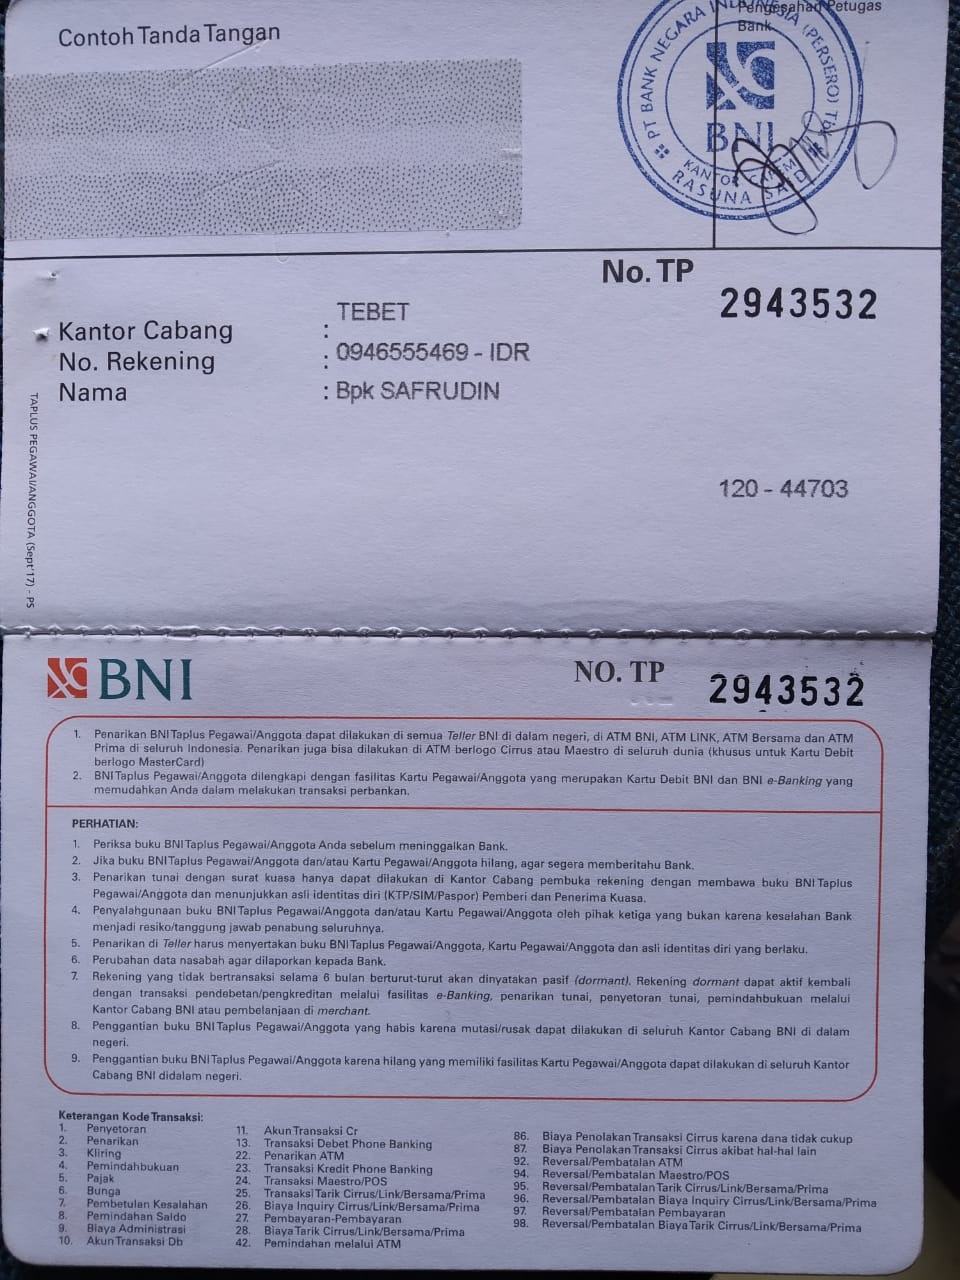 Contoh Tanda Tangan
Pengesahan Petugas
Bank
PT BANK NEGARA INDONESIA (PERSERO) Tbk
BNI
KANTOR
RASUNA SAID
No. TP
2943532
Kantor Cabang : TEBET
No. Rekening : 0946555469 - IDR
Nama : Bpk SAFRUDIN
120 - 44703
TAPLUS PEGAWAI/ANGGOTA (Sept'17) - PS
BNI
NO. TP
2943532
1. Penarikan BNI Taplus Pegawai/Anggota dapat dilakukan di semua Teller BNI di dalam negeri, di ATM BNI, ATM LINK, ATM Bersama dan ATM
Prima di seluruh Indonesia. Penarikan juga bisa dilakukan di ATM berlogo Cirrus atau Maestro di seluruh dunia (khusus untuk Kartu Debit
berlogo MasterCard)
2. BNI Taplus Pegawai/Anggota dilengkapi dengan fasilitas Kartu Pegawai/Anggota yang merupakan Kartu Debit BNI dan BNI e-Banking yang
memudahkan Anda dalam melakukan transaksi perbankan.
PERHATIAN:
1. Periksa buku BNI Taplus Pegawai/Anggota Anda sebelum meninggalkan Bank.
2. Jika buku BNI Taplus Pegawai/Anggota dan/atau Kartu Pegawai/Anggota hilang, agar segera memberitahu Bank.
3. Penarikan tunai dengan surat kuasa hanya dapat dilakukan di Kantor Cabang pembuka rekening dengan membawa buku BNI Taplus
Pegawai/Anggota dan menunjukkan asli identitas diri (KTP/SIM/Paspor) Pemberi dan Penerima Kuasa.
4. Penyalahgunaan buku BNI Taplus Pegawai/Anggota dan/atau Kartu Pegawai/Anggota oleh pihak ketiga yang bukan karena kesalahan Bank
menjadi resiko/tanggung jawab penabung seluruhnya.
5. Penarikan di Teller harus menyertakan buku BNI Taplus Pegawai/Anggota, Kartu Pegawai/Anggota dan asli identitas diri yang berlaku.
6. Perubahan data nasabah agar dilaporkan kepada Bank.
7. Rekening yang tidak bertransaksi selama 6 bulan berturut-turut akan dinyatakan pasif (dormant). Rekening dormant dapat aktif kembali
dengan transaksi pendebetan/pengkreditan melalui fasilitas e-Banking, penarikan tunai, penyetoran tunai, pemindahbukuan melalui
Kantor Cabang BNI atau pembelanjaan di merchant.
8. Penggantian buku BNI Taplus Pegawai/Anggota yang habis karena mutasi/rusak dapat dilakukan di seluruh Kantor Cabang BNI di dalam
negeri.
9. Penggantian buku BNI Taplus Pegawai/Anggota karena hilang yang memiliki fasilitas Kartu Pegawai/Anggota dapat dilakukan di seluruh Kantor
Cabang BNI didalam negeri.
Keterangan Kode Transaksi:
1. Penyetoran
2. Penarikan
3. Kliring
4. Pemindahbukuan
5. Pajak
6. Bunga
7. Pembetulan Kesalahan
8. Pemindahan Saldo
9. Biaya Administrasi
10. Akun Transaksi Db
11. Akun Transaksi Cr
13. Transaksi Debet Phone Banking
22. Penarikan ATM
23. Transaksi Kredit Phone Banking
24. Transaksi Maestro/POS
25. Transaksi Tarik Cirrus/Link/Bersama/Prima
26. Biaya Inquiry Cirrus/Link/Bersama/Prima
27. Pembayaran-Pembayaran
28. Biaya Tarik Cirrus/Link/Bersama/Prima
42. Pemindahan melalui ATM
86. Biaya Penolakan Transaksi Cirrus karena dana tidak cukup
87. Biaya Penolakan Transaksi Cirrus akibat hal-hal lain
92. Reversal/Pembatalan ATM
94. Reversal/Pembatalan Maestro/POS
95. Reversal/Pembatalan Tarik Cirrus/Link/Bersama/Prima
96. Reversal/Pembatalan Biaya Inquiry Cirrus/Link/Bersama/Prima
97. Reversal/Pembatalan Pembayaran
98. Reversal/Pembatalan Biaya Tarik Cirrus/Link/Bersama/Prima